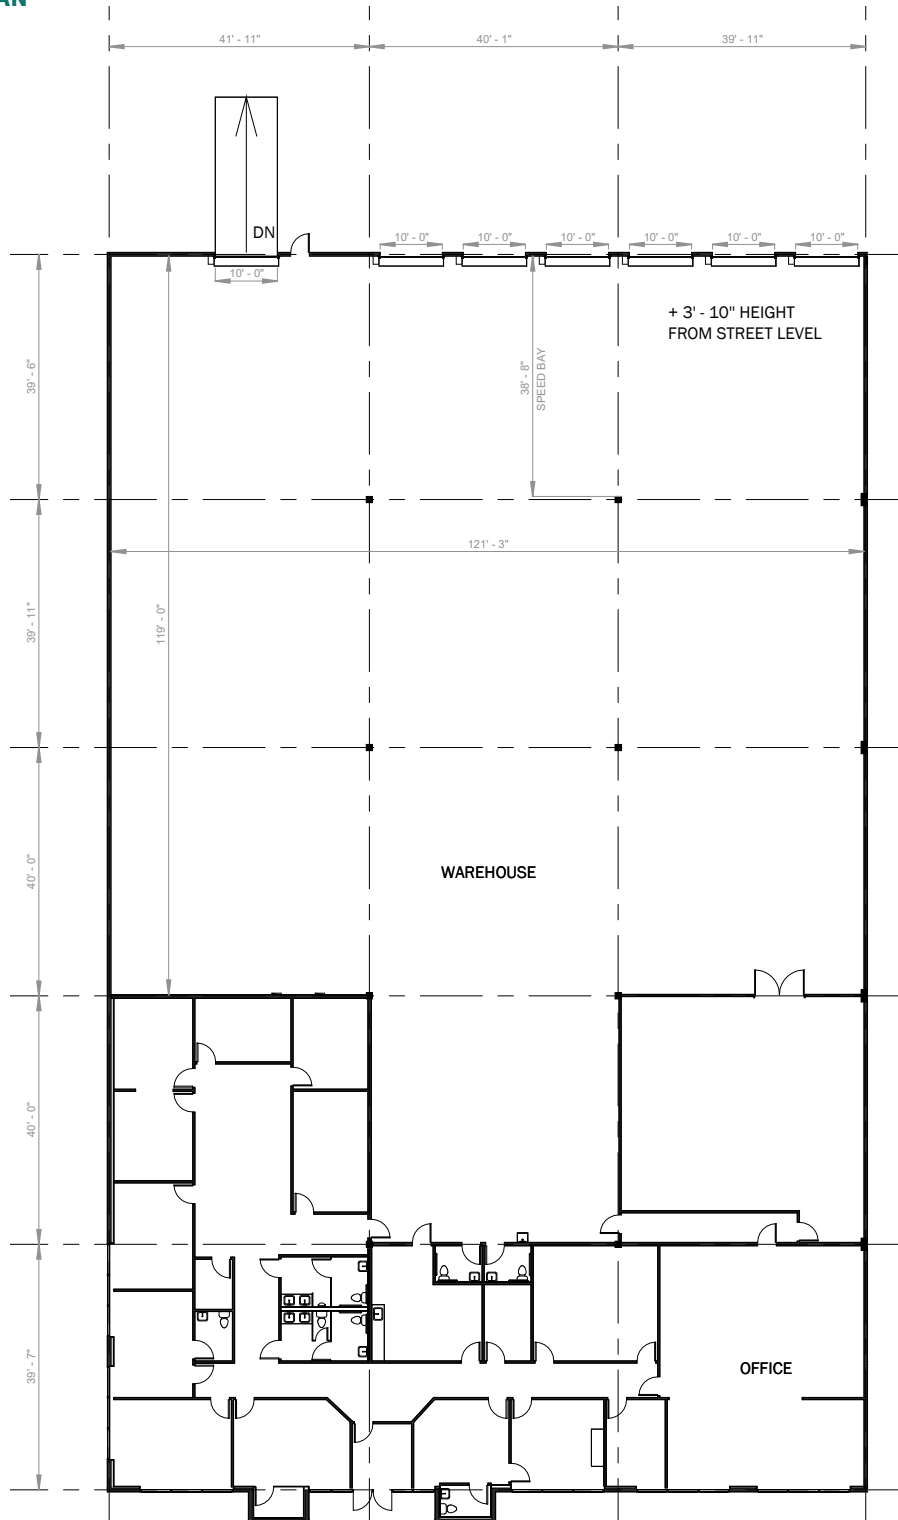 AN
41' - 11"
40' - 1"
39' - 11"
DN
10' - 0"
10' - 0"
10' - 0"
10' - 0"
10' - 0"
10' - 0"
10' - 0"
+ 3' - 10" HEIGHT
FROM STREET LEVEL
39' - 6"
38' - 8"
SPEED BAY
121' - 3"
39' - 11"
119' - 0"
40' - 0"
WAREHOUSE
40' - 0"
39' - 7"
OFFICE